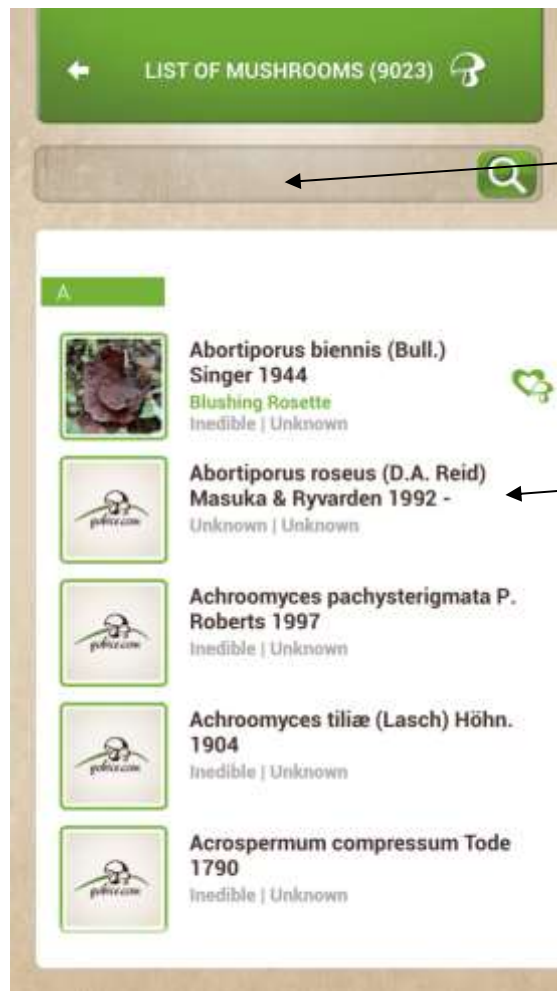 LIST OF MUSHROOMS (9023)
A
Abortiporus biennis (Bull.)
Singer 1944
Blushing Rosette
Inedible | Unknown
Abortiporus roseus (D.A. Reid)
Masuka & Ryvarden 1992 -
Unknown | Unknown
Achroomyces pachysterigmata P.
Roberts 1997
Inedible | Unknown
Achroomyces tiliæ (Lasch) Höhn.
1904
Inedible | Unknown
Acrospermum compressum Tode
1790
Inedible | Unknown